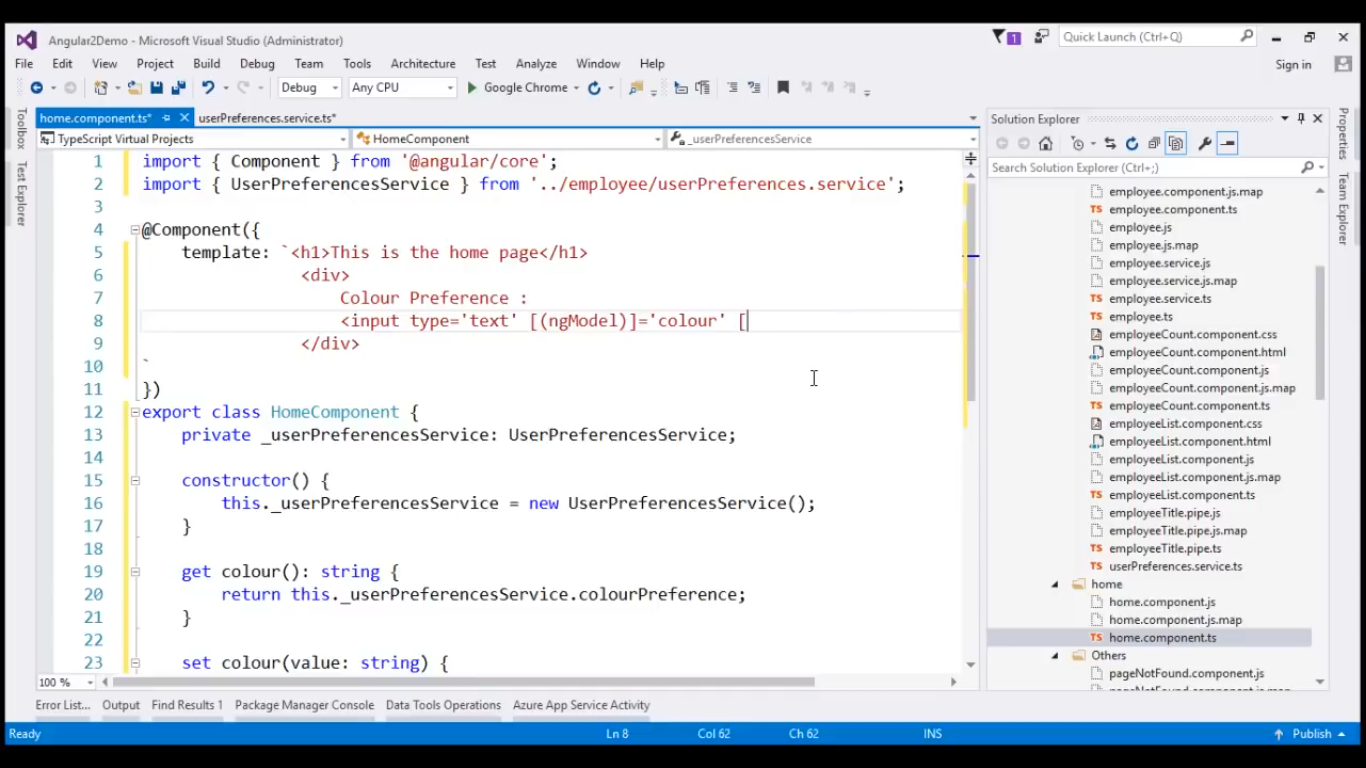 Angular2Demo - Microsoft Visual Studio (Administrator)
1
Quick Launch (Ctrl+Q)
File Edit View Project Build Debug Team Tools Architecture Test Analyze Window Help
Sign in
Debug Any CPU Google Chrome
home.component.ts* userPreferences.service.ts*
TypeScript Virtual Projects HomeComponent _userPreferencesService
1 import { Component } from '@angular/core';
2 import { UserPreferencesService } from '../employee/userPreferences.service';
3
4 @Component({
5 template: `<h1>This is the home page</h1>
6 <div>
7 Colour Preference :
8 <input type='text' [(ngModel)]='colour' [
9 </div>
10 `
11 })
12 export class HomeComponent {
13 private _userPreferencesService: UserPreferencesService;
14
15 constructor() {
16 this._userPreferencesService = new UserPreferencesService();
17 }
18
19 get colour(): string {
20 return this._userPreferencesService.colourPreference;
21 }
22
23 set colour(value: string) {
100 %
Toolbox
Test Explorer
Solution Explorer
Search Solution Explorer (Ctrl+;)
employee.component.js.map
TS employee.component.ts
employee.js
employee.js.map
employee.service.js
employee.service.js.map
TS employee.service.ts
TS employee.ts
employeeCount.component.css
employeeCount.component.html
employeeCount.component.js
employeeCount.component.js.map
TS employeeCount.component.ts
employeeList.component.css
employeeList.component.html
employeeList.component.js
employeeList.component.js.map
TS employeeList.component.ts
employeeTitle.pipe.js
employeeTitle.pipe.js.map
TS employeeTitle.pipe.ts
TS userPreferences.service.ts
home
home.component.js
home.component.js.map
TS home.component.ts
Others
pageNotFound.component.js
Properties
Team Explorer
Error List... Output Find Results 1 Package Manager Console Data Tools Operations Azure App Service Activity
Ready Ln 8 Col 62 Ch 62 INS Publish